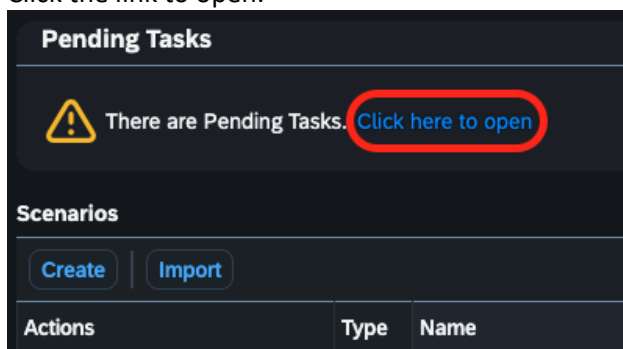 Click the link to open.
Pending Tasks
There are Pending Tasks. Click here to open
Scenarios
Create Import
Actions Type Name